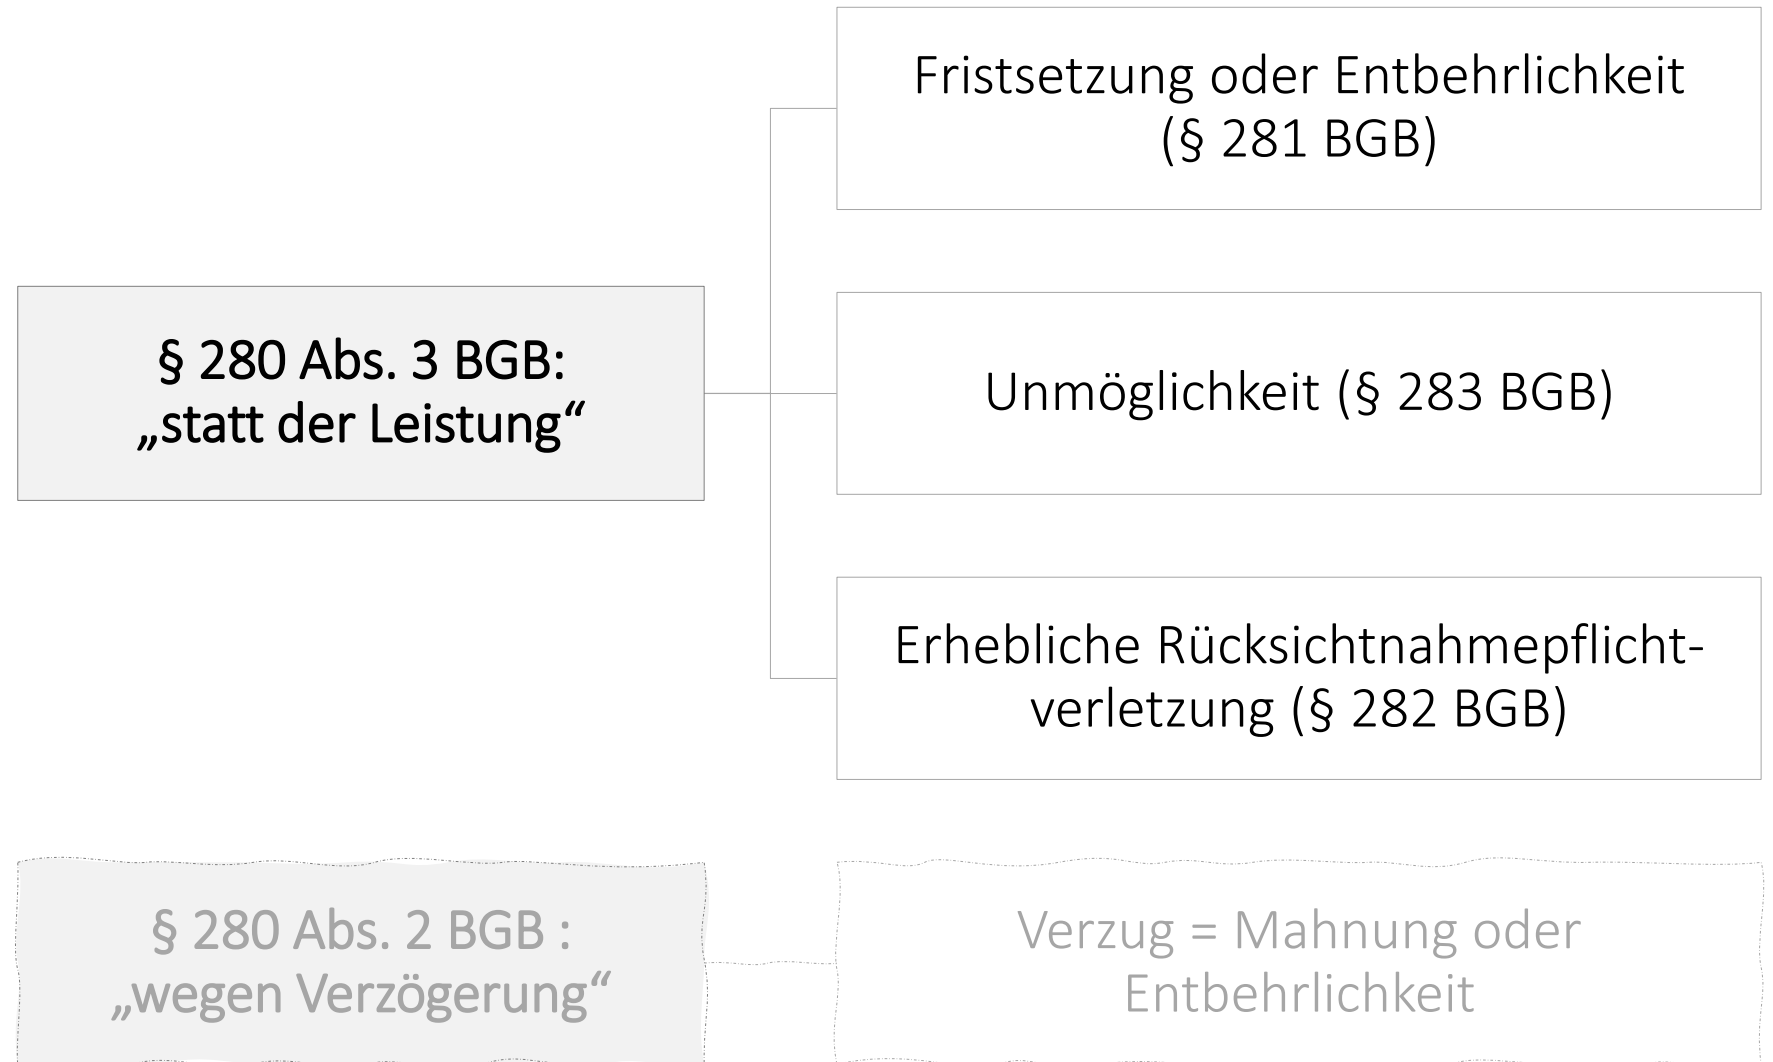 Fristsetzung oder Entbehrlichkeit
(§ 281 BGB)
§ 280 Abs. 3 BGB:
„statt der Leistung“
Unmöglichkeit (§ 283 BGB)
Erhebliche Rücksichtnahmepflicht-
verletzung (§ 282 BGB)
§ 280 Abs. 2 BGB :
„wegen Verzögerung“
Verzug = Mahnung oder
Entbehrlichkeit